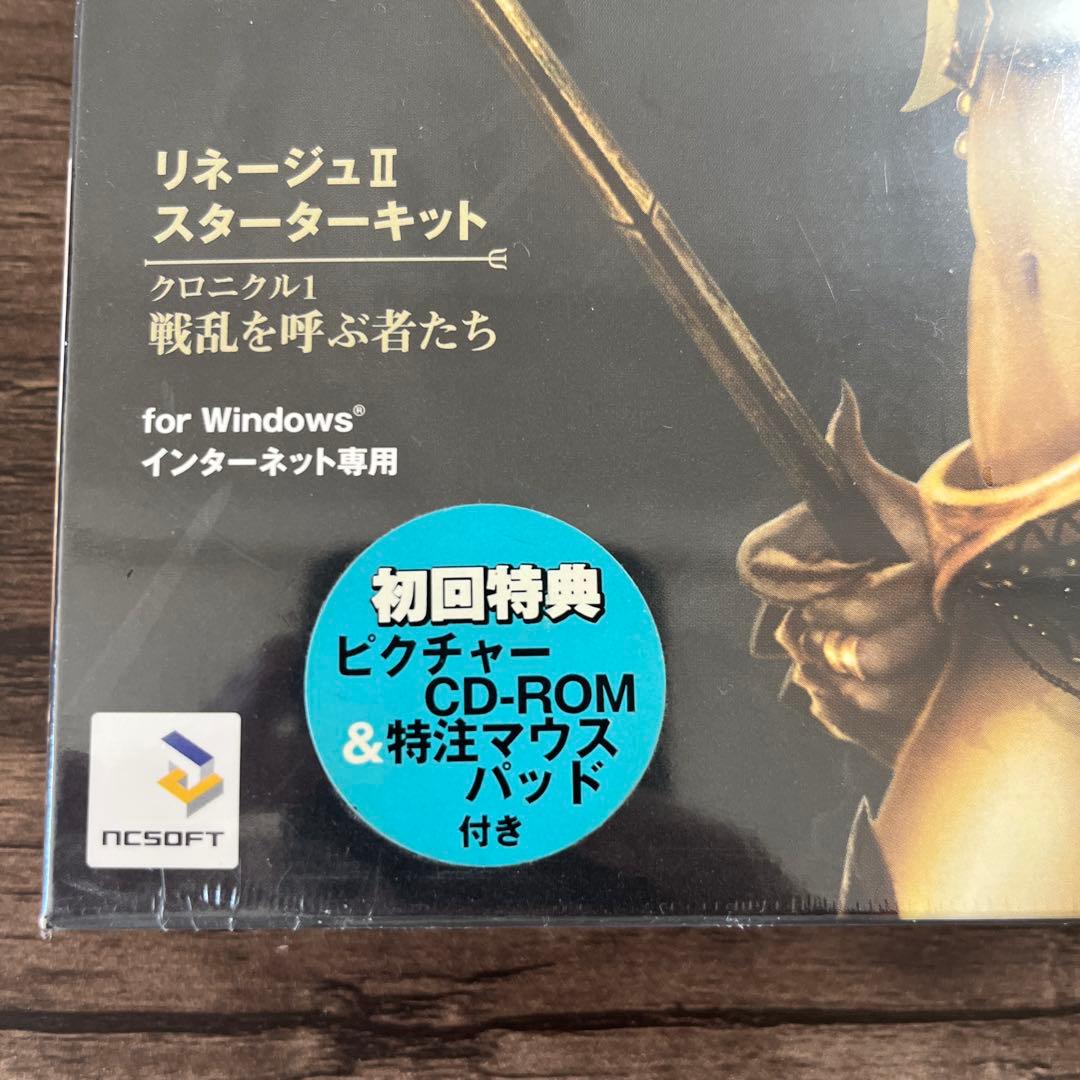 リネージュⅡ
スターターキット
クロニクル1
戦乱を呼ぶ者たち
for Windows®
インターネット専用
初回特典
ピクチャー
CD-ROM
&特注マウス
パッド
付き
NCSOFT